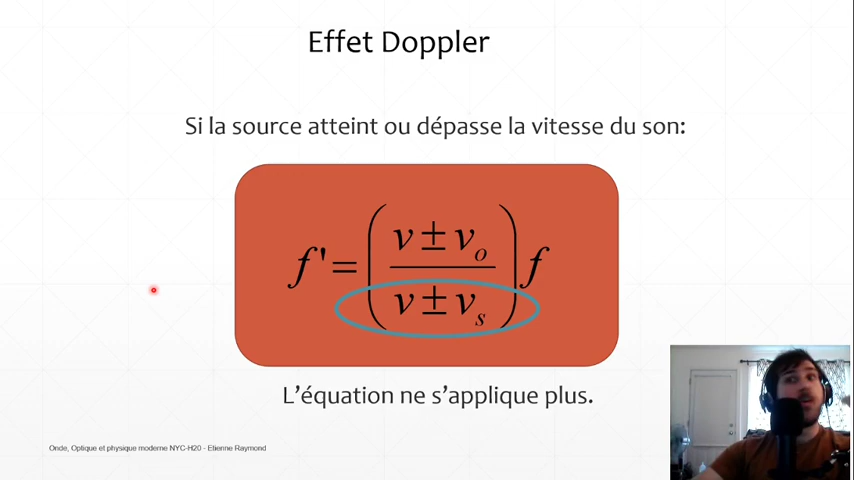 Effet Doppler
Si la source atteint ou dépasse la vitesse du son:
f' = ( (v ± v_o) / (v ± v_s) ) f
L'équation ne s'applique plus.
Onde, Optique et physique moderne NYC-H20 - Etienne Raymond